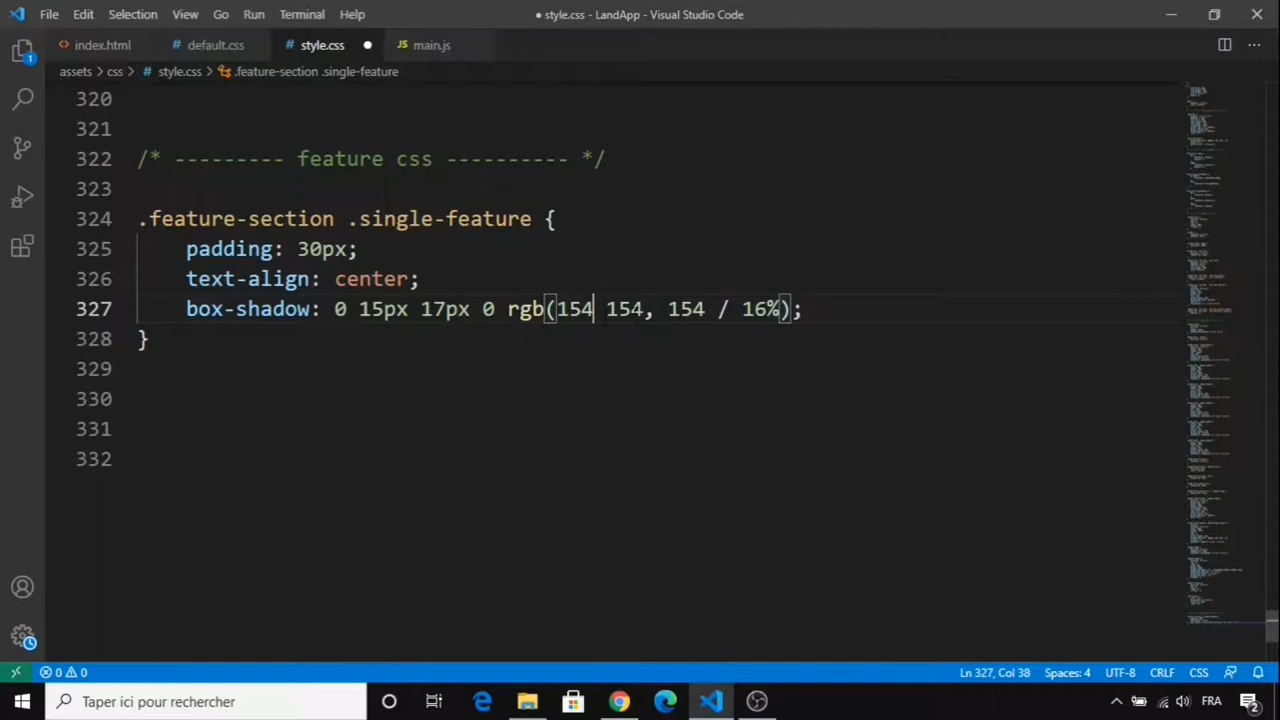 File Edit Selection View Go Run Terminal Help ● style.css - LandApp - Visual Studio Code
<> index.html # default.css # style.css ● JS main.js ...
assets > css > # style.css > .feature-section .single-feature
320
321
322 /* --------- feature css ---------- */
323
324 .feature-section .single-feature {
325 padding: 30px;
326 text-align: center;
327 box-shadow: 0 15px 17px 0 rgb(154 154, 154 / 16%);
328 }
329
330
331
332
1
0 0 Ln 327, Col 38 Spaces: 4 UTF-8 CRLF CSS
Taper ici pour rechercher FRA 2